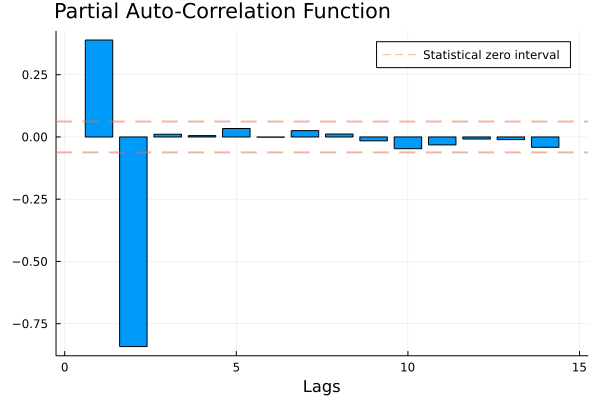 Partial Auto-Correlation Function
Statistical zero interval
0.25
0.00
−0.25
−0.50
−0.75
0 5 10 15
Lags